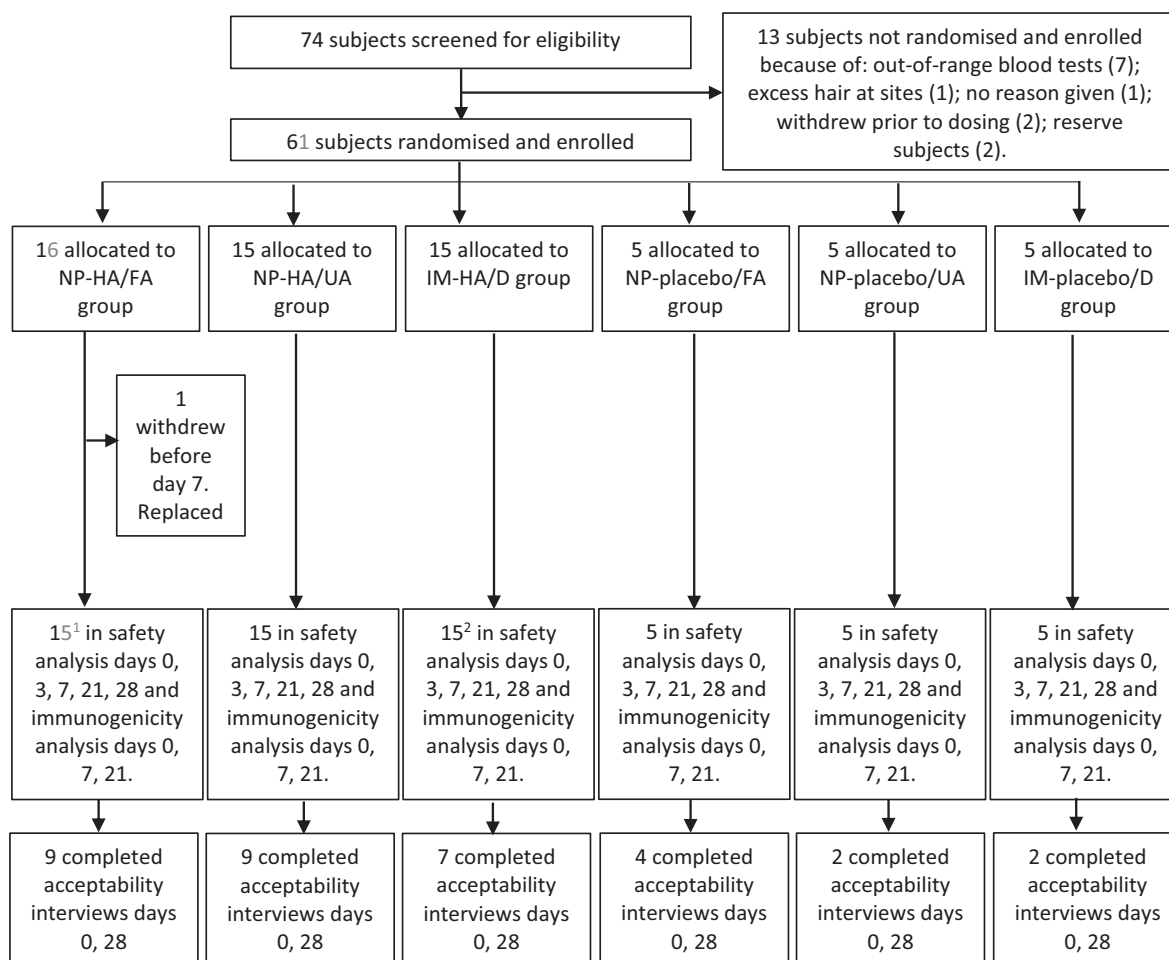 74 subjects screened for eligibility
13 subjects not randomised and enrolled
because of: out-of-range blood tests (7);
excess hair at sites (1); no reason given (1);
withdrew prior to dosing (2); reserve
subjects (2).
61 subjects randomised and enrolled
16 allocated to
NP-HA/FA
group
15 allocated to
NP-HA/UA
group
15 allocated to
IM-HA/D group
5 allocated to
NP-placebo/FA
group
5 allocated to
NP-placebo/UA
group
5 allocated to
IM-placebo/D
group
1
withdrew
before
day 7.
Replaced
15¹ in safety
analysis days 0,
3, 7, 21, 28 and
immunogenicity
analysis days 0,
7, 21.
15 in safety
analysis days 0,
3, 7, 21, 28 and
immunogenicity
analysis days 0,
7, 21.
15² in safety
analysis days 0,
3, 7, 21, 28 and
immunogenicity
analysis days 0,
7, 21.
5 in safety
analysis days 0,
3, 7, 21, 28 and
immunogenicity
analysis days 0,
7, 21.
5 in safety
analysis days 0,
3, 7, 21, 28 and
immunogenicity
analysis days 0,
7, 21.
5 in safety
analysis days 0,
3, 7, 21, 28 and
immunogenicity
analysis days 0,
7, 21.
9 completed
acceptability
interviews days
0, 28
9 completed
acceptability
interviews days
0, 28
7 completed
acceptability
interviews days
0, 28
4 completed
acceptability
interviews days
0, 28
2 completed
acceptability
interviews days
0, 28
2 completed
acceptability
interviews days
0, 28